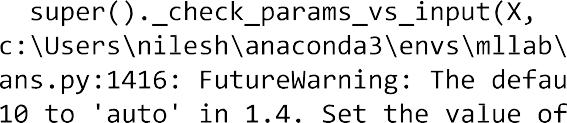 super()._check_params_vs_input(X,
c:\Users\nilesh\anaconda3\envs\mllab\
ans.py:1416: FutureWarning: The defau
10 to 'auto' in 1.4. Set the value of